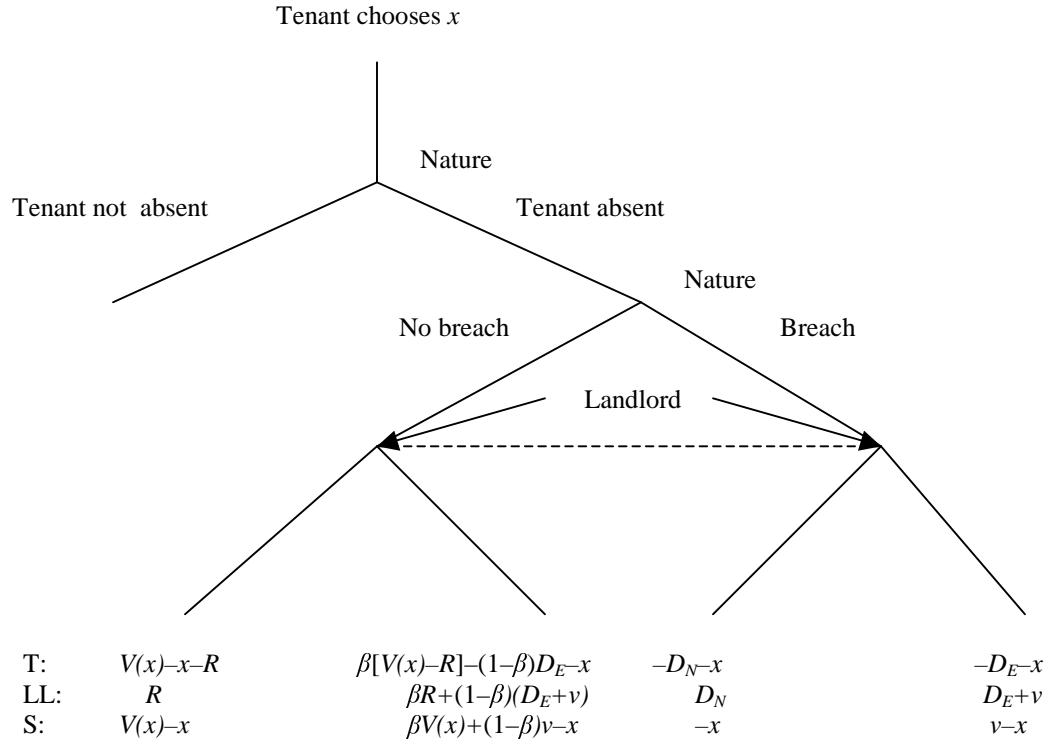 Tenant chooses x
Nature
Tenant not absent
Tenant absent
Nature
No breach
Breach
Landlord
T: V(x)–x–R β[V(x)–R]–(1–β)D_E–x –D_N–x –D_E–x
LL: R βR+(1–β)(D_E+v) D_N D_E+v
S: V(x)–x βV(x)+(1–β)v–x –x v–x